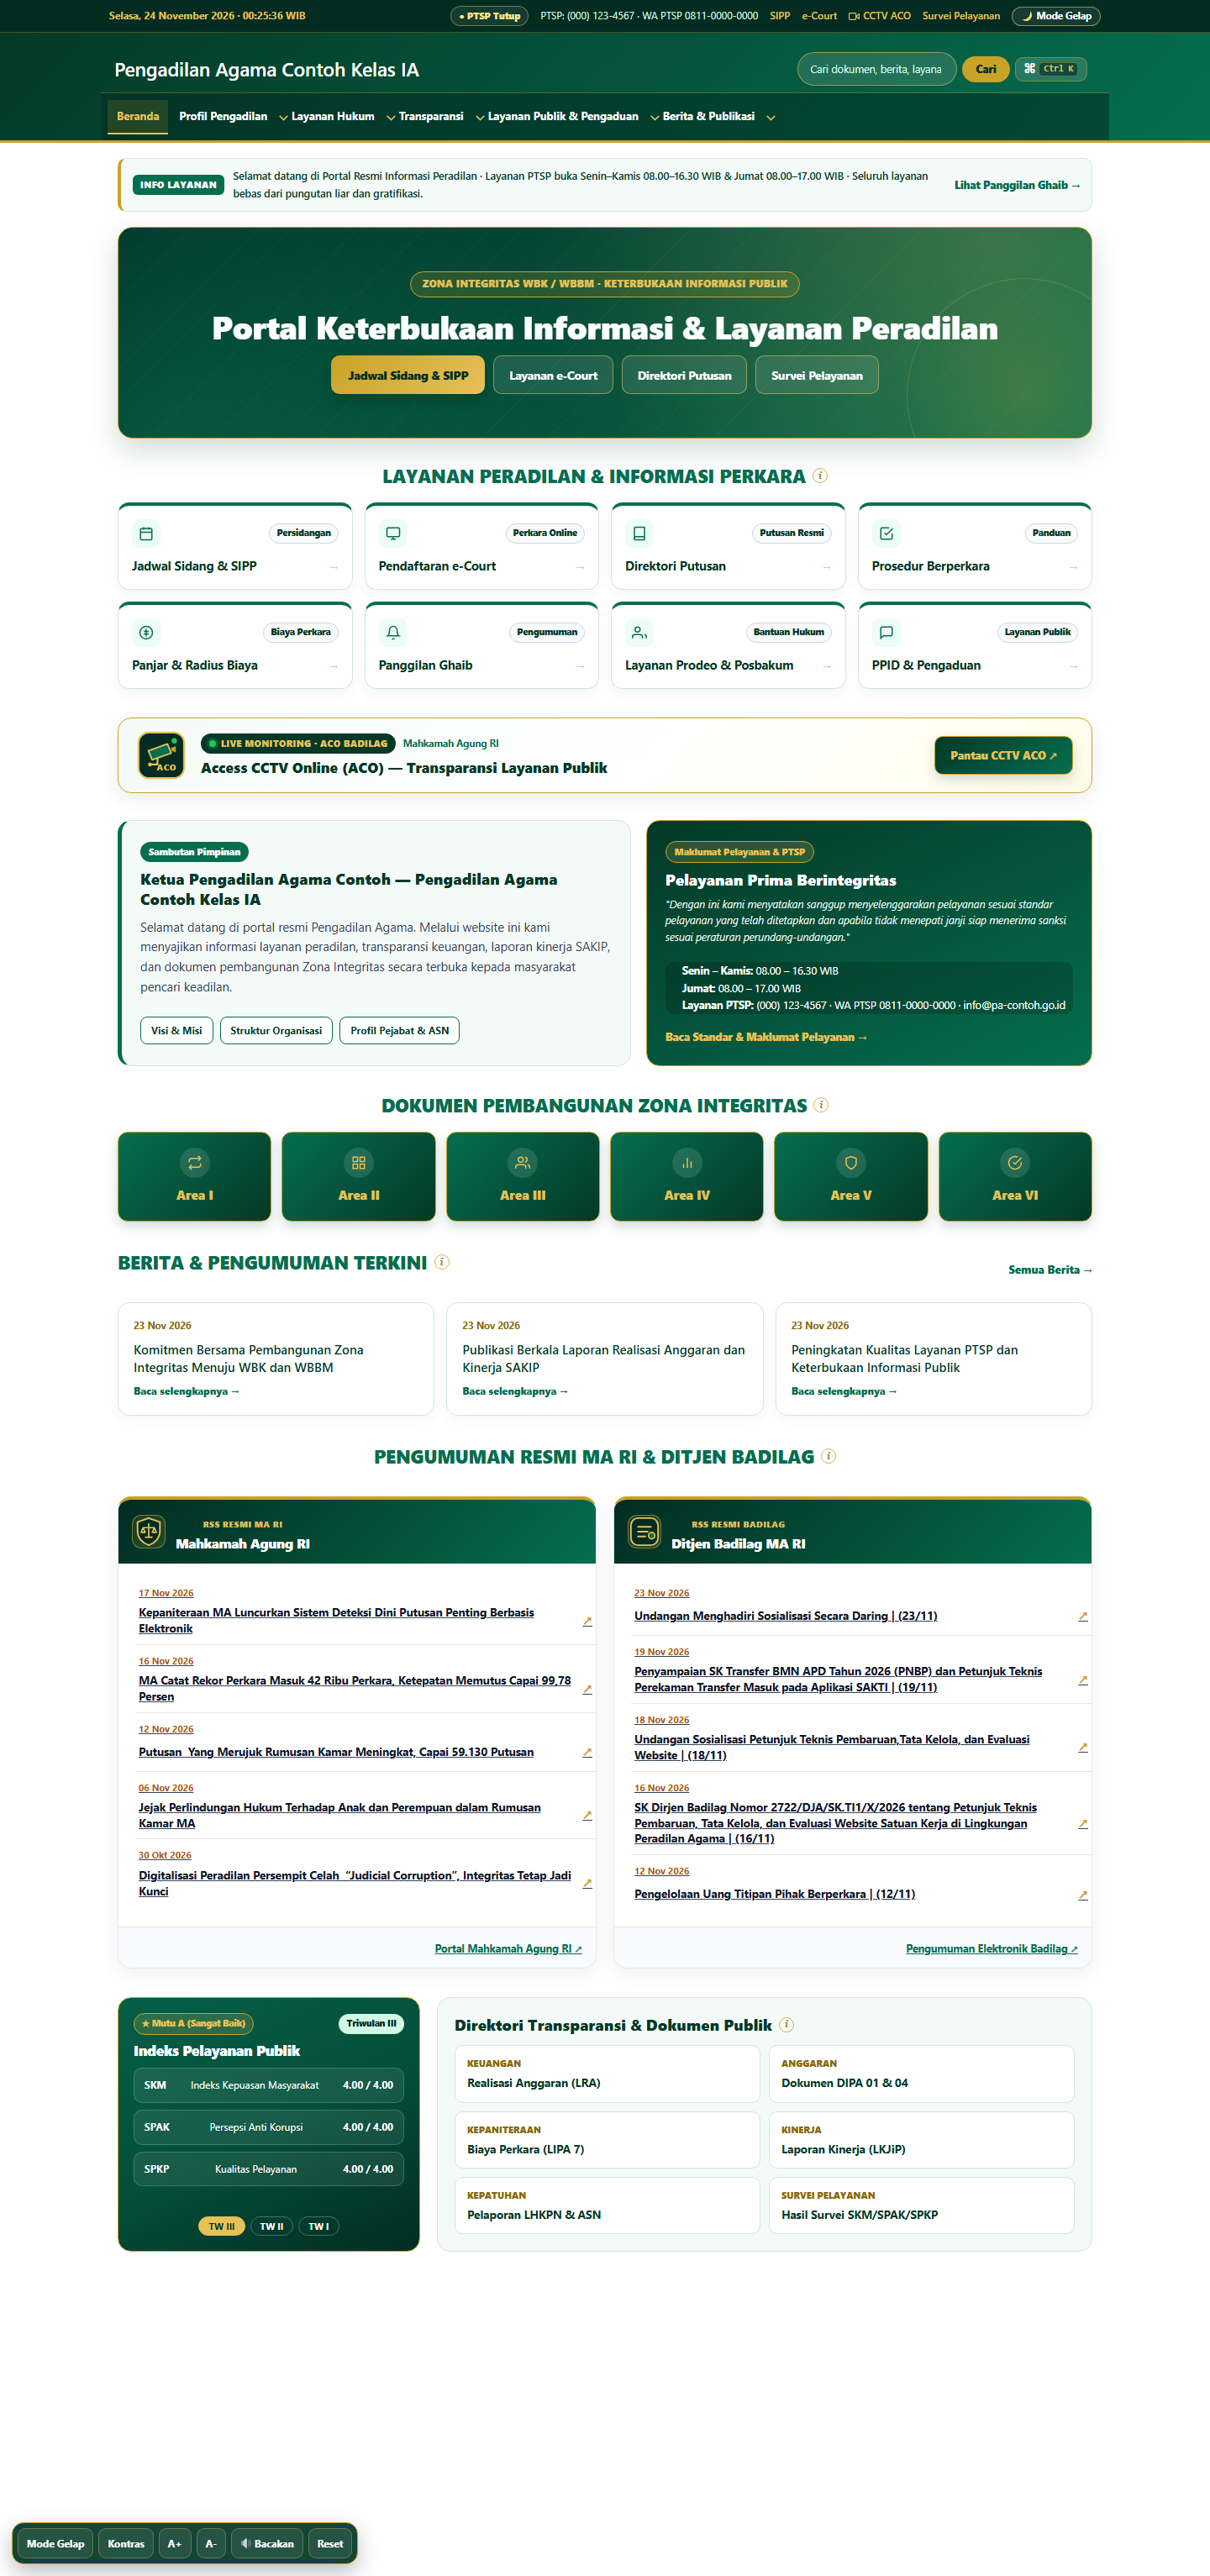 Selasa, 24 November 2026 · 00:25:36 WIB
● PTSP Tutup
PTSP: (000) 123-4567 · WA PTSP 0811-0000-0000
SIPP
e-Court
CCTV ACO
Survei Pelayanan
🌙 Mode Gelap
Pengadilan Agama Contoh Kelas IA
Cari dokumen, berita, layana
Cari
⌘ Ctrl K
Beranda
Profil Pengadilan
Layanan Hukum
Transparansi
Layanan Publik & Pengaduan
Berita & Publikasi
INFO LAYANAN
Selamat datang di Portal Resmi Informasi Peradilan · Layanan PTSP buka Senin–Kamis 08.00–16.30 WIB & Jumat 08.00–17.00 WIB · Seluruh layanan
bebas dari pungutan liar dan gratifikasi.
Lihat Panggilan Ghaib →
ZONA INTEGRITAS WBK / WBBM · KETERBUKAAN INFORMASI PUBLIK
Portal Keterbukaan Informasi & Layanan Peradilan
Jadwal Sidang & SIPP
Layanan e-Court
Direktori Putusan
Survei Pelayanan
LAYANAN PERADILAN & INFORMASI PERKARA i
Persidangan
Jadwal Sidang & SIPP →
Perkara Online
Pendaftaran e-Court →
Putusan Resmi
Direktori Putusan →
Panduan
Prosedur Berperkara →
Biaya Perkara
Panjar & Radius Biaya →
Pengumuman
Panggilan Ghaib →
Bantuan Hukum
Layanan Prodeo & Posbakum →
Layanan Publik
PPID & Pengaduan →
ACO
LIVE MONITORING · ACO BADILAG
Mahkamah Agung RI
Access CCTV Online (ACO) — Transparansi Layanan Publik
Pantau CCTV ACO ↗
Sambutan Pimpinan
Ketua Pengadilan Agama Contoh — Pengadilan Agama
Contoh Kelas IA
Selamat datang di portal resmi Pengadilan Agama. Melalui website ini kami
menyajikan informasi layanan peradilan, transparansi keuangan, laporan kinerja SAKIP,
dan dokumen pembangunan Zona Integritas secara terbuka kepada masyarakat
pencari keadilan.
Visi & Misi
Struktur Organisasi
Profil Pejabat & ASN
Maklumat Pelayanan & PTSP
Pelayanan Prima Berintegritas
"Dengan ini kami menyatakan sanggup menyelenggarakan pelayanan sesuai standar
pelayanan yang telah ditetapkan dan apabila tidak menepati janji siap menerima sanksi
sesuai peraturan perundang-undangan."
Senin – Kamis: 08.00 – 16.30 WIB
Jumat: 08.00 – 17.00 WIB
Layanan PTSP: (000) 123-4567 · WA PTSP 0811-0000-0000 · info@pa-contoh.go.id
Baca Standar & Maklumat Pelayanan →
DOKUMEN PEMBANGUNAN ZONA INTEGRITAS i
Area I
Area II
Area III
Area IV
Area V
Area VI
BERITA & PENGUMUMAN TERKINI i
Semua Berita →
23 Nov 2026
Komitmen Bersama Pembangunan Zona
Integritas Menuju WBK dan WBBM
Baca selengkapnya →
23 Nov 2026
Publikasi Berkala Laporan Realisasi Anggaran dan
Kinerja SAKIP
Baca selengkapnya →
23 Nov 2026
Peningkatan Kualitas Layanan PTSP dan
Keterbukaan Informasi Publik
Baca selengkapnya →
PENGUMUMAN RESMI MA RI & DITJEN BADILAG i
RSS RESMI MA RI
Mahkamah Agung RI
17 Nov 2026
Kepaniteraan MA Luncurkan Sistem Deteksi Dini Putusan Penting Berbasis
Elektronik ↗
16 Nov 2026
MA Catat Rekor Perkara Masuk 42 Ribu Perkara, Ketepatan Memutus Capai 99,78
Persen ↗
12 Nov 2026
Putusan  Yang Merujuk Rumusan Kamar Meningkat, Capai 59.130 Putusan ↗
06 Nov 2026
Jejak Perlindungan Hukum Terhadap Anak dan Perempuan dalam Rumusan
Kamar MA ↗
30 Okt 2026
Digitalisasi Peradilan Persempit Celah  “Judicial Corruption”, Integritas Tetap Jadi
Kunci ↗
Portal Mahkamah Agung RI ↗
RSS RESMI BADILAG
Ditjen Badilag MA RI
23 Nov 2026
Undangan Menghadiri Sosialisasi Secara Daring | (23/11) ↗
19 Nov 2026
Penyampaian SK Transfer BMN APD Tahun 2026 (PNBP) dan Petunjuk Teknis
Perekaman Transfer Masuk pada Aplikasi SAKTI | (19/11) ↗
18 Nov 2026
Undangan Sosialisasi Petunjuk Teknis Pembaruan,Tata Kelola, dan Evaluasi
Website | (18/11) ↗
16 Nov 2026
SK Dirjen Badilag Nomor 2722/DJA/SK.TI1/X/2026 tentang Petunjuk Teknis
Pembaruan, Tata Kelola, dan Evaluasi Website Satuan Kerja di Lingkungan
Peradilan Agama | (16/11) ↗
12 Nov 2026
Pengelolaan Uang Titipan Pihak Berperkara | (12/11) ↗
Pengumuman Elektronik Badilag ↗
★ Mutu A (Sangat Baik)
Triwulan III
Indeks Pelayanan Publik
SKM Indeks Kepuasan Masyarakat 4.00 / 4.00
SPAK Persepsi Anti Korupsi 4.00 / 4.00
SPKP Kualitas Pelayanan 4.00 / 4.00
TW III
TW II
TW I
Direktori Transparansi & Dokumen Publik i
KEUANGAN
Realisasi Anggaran (LRA)
ANGGARAN
Dokumen DIPA 01 & 04
KEPANITERAAN
Biaya Perkara (LIPA 7)
KINERJA
Laporan Kinerja (LKJiP)
KEPATUHAN
Pelaporan LHKPN & ASN
SURVEI PELAYANAN
Hasil Survei SKM/SPAK/SPKP
Mode Gelap
Kontras
A+
A-
🔊 Bacakan
Reset